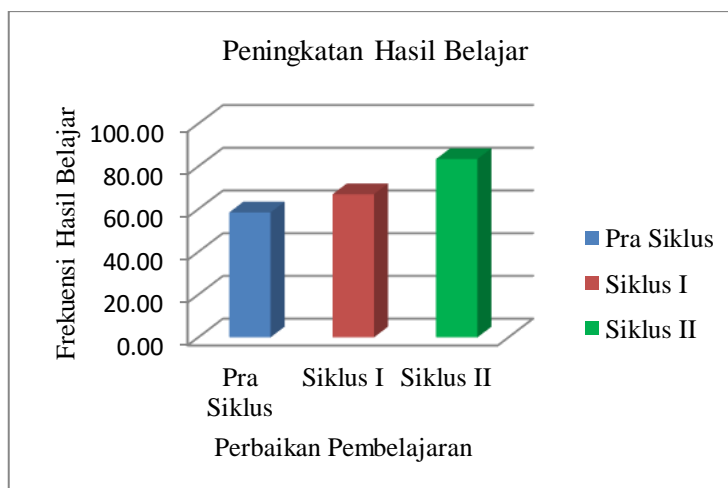 Peningkatan Hasil Belajar
Frekuensi Hasil Belajar
100.00
80.00
60.00
40.00
20.00
0.00
Pra
Siklus
Siklus I
Siklus II
Perbaikan Pembelajaran
Pra Siklus
Siklus I
Siklus II